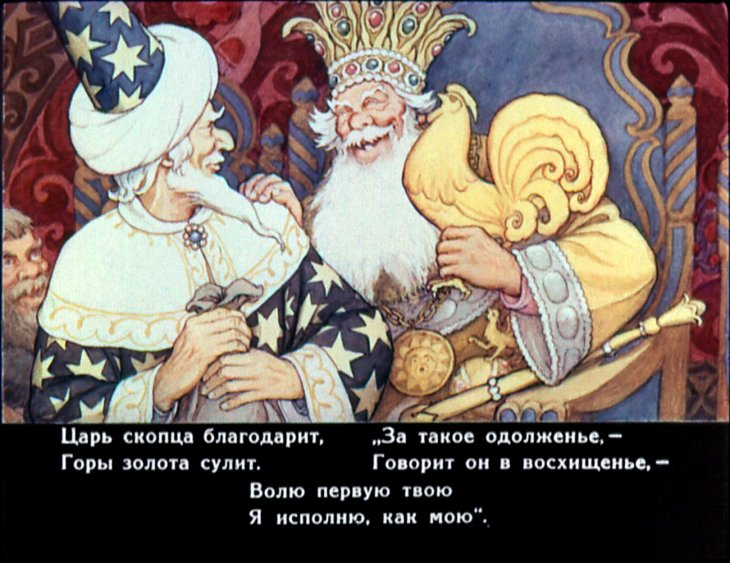 Царь скопца благодарит,
Горы золота сулит.
„За такое одолженье,—
Говорит он в восхищенье,—
Волю первую твою
Я исполню, как мою“.